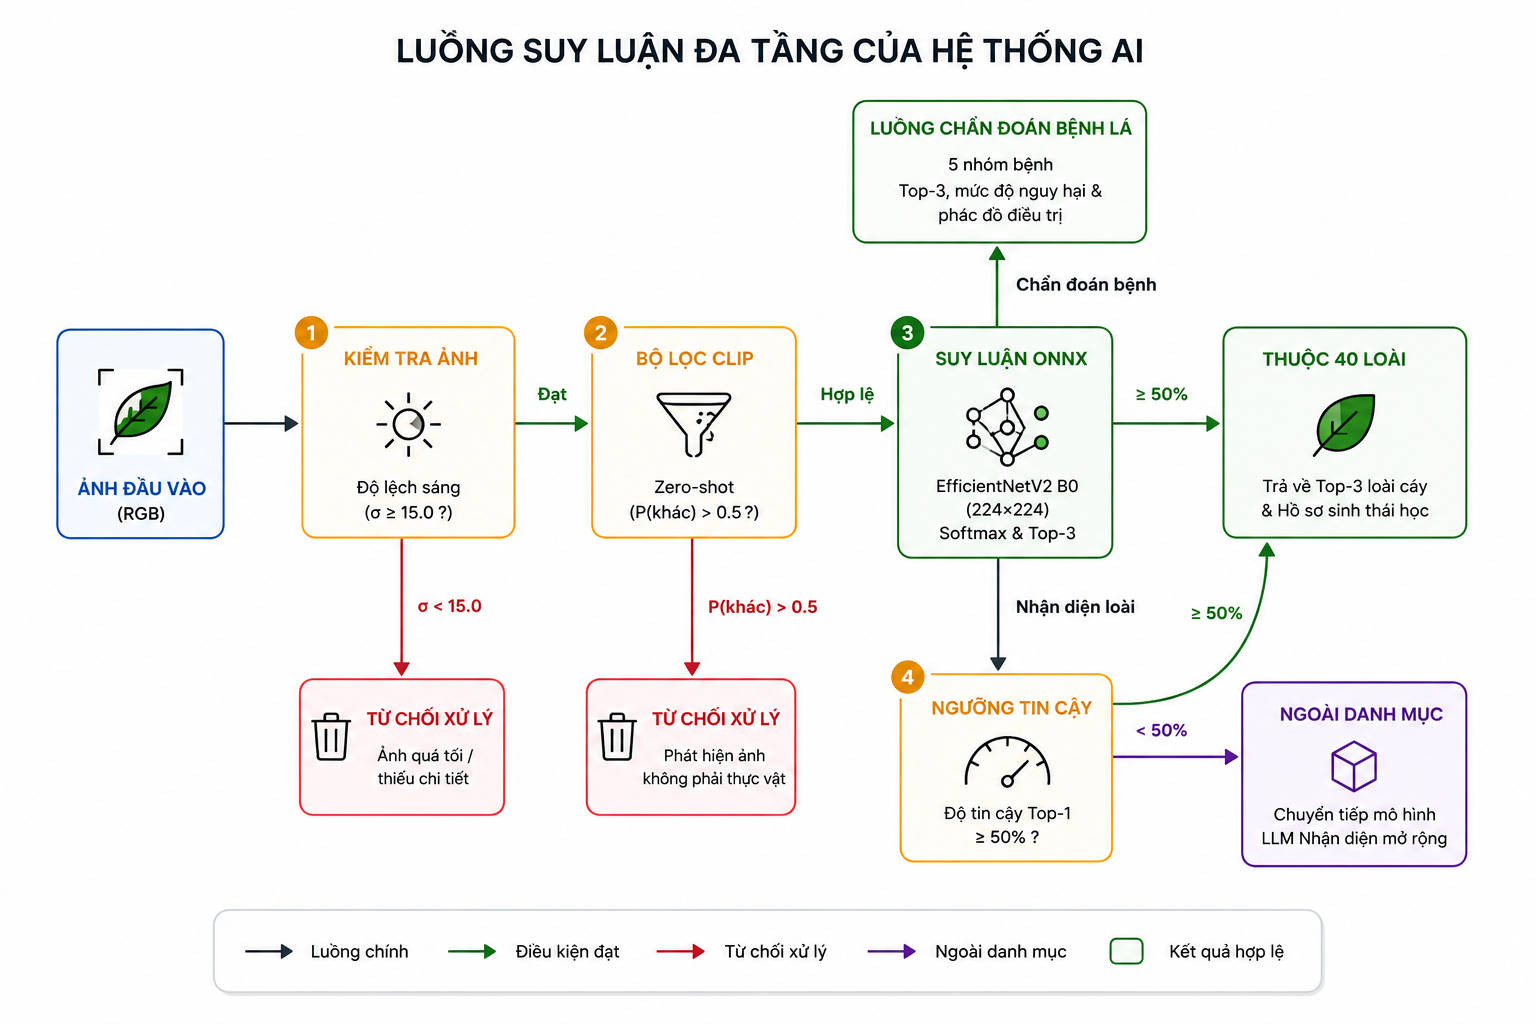 LUỒNG SUY LUẬN ĐA TẦNG CỦA HỆ THỐNG AI
LUỒNG CHẨN ĐOÁN BỆNH LÁ
5 nhóm bệnh
Top-3, mức độ nguy hại &
phác đồ điều trị
Chẩn đoán bệnh
ẢNH ĐẦU VÀO
(RGB)
1
KIỂM TRA ẢNH
Độ lệch sáng
(σ ≥ 15.0 ?)
Đạt
2
BỘ LỌC CLIP
Zero-shot
(P(khác) > 0.5 ?)
Hợp lệ
3
SUY LUẬN ONNX
EfficientNetV2 B0
(224×224)
Softmax & Top-3
≥ 50%
THUỘC 40 LOÀI
Trả về Top-3 loài cây
& Hồ sơ sinh thái học
σ < 15.0
P(khác) > 0.5
Nhận diện loài
≥ 50%
TỪ CHỐI XỬ LÝ
Ảnh quá tối /
thiếu chi tiết
TỪ CHỐI XỬ LÝ
Phát hiện ảnh
không phải thực vật
4
NGƯỠNG TIN CẬY
Độ tin cậy Top-1
≥ 50% ?
< 50%
NGOÀI DANH MỤC
Chuyển tiếp mô hình
LLM Nhận diện mở rộng
Luồng chính
Điều kiện đạt
Từ chối xử lý
Ngoài danh mục
Kết quả hợp lệ